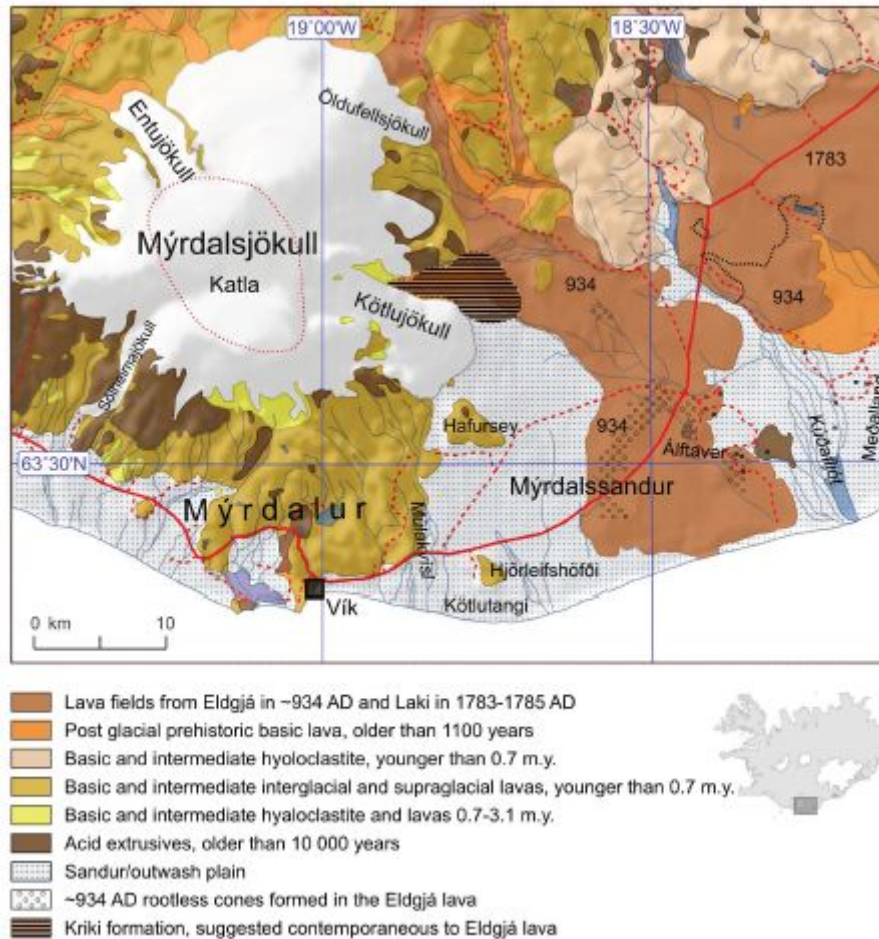 19°00'W
18°30'W
Entujökull
Öldufellsjökull
1783
Mýrdalsjökull
Katla
934
934
Kötlujökull
Sólheimajökull
Hafursey
934
Álftaver
Kúðafljót
Meðalland
63°30'N
Mýrdalssandur
Mýrdalur
Múlakvísl
Hjörleifshöfði
Vík
Kötlutangi
0 km 10
Lava fields from Eldgjá in ~934 AD and Laki in 1783-1785 AD
Post glacial prehistoric basic lava, older than 1100 years
Basic and intermediate hyoloclastite, younger than 0.7 m.y.
Basic and intermediate interglacial and supraglacial lavas, younger than 0.7 m.y.
Basic and intermediate hyaloclastite and lavas 0.7-3.1 m.y.
Acid extrusives, older than 10 000 years
Sandur/outwash plain
~934 AD rootless cones formed in the Eldgjá lava
Kriki formation, suggested contemporaneous to Eldgjá lava